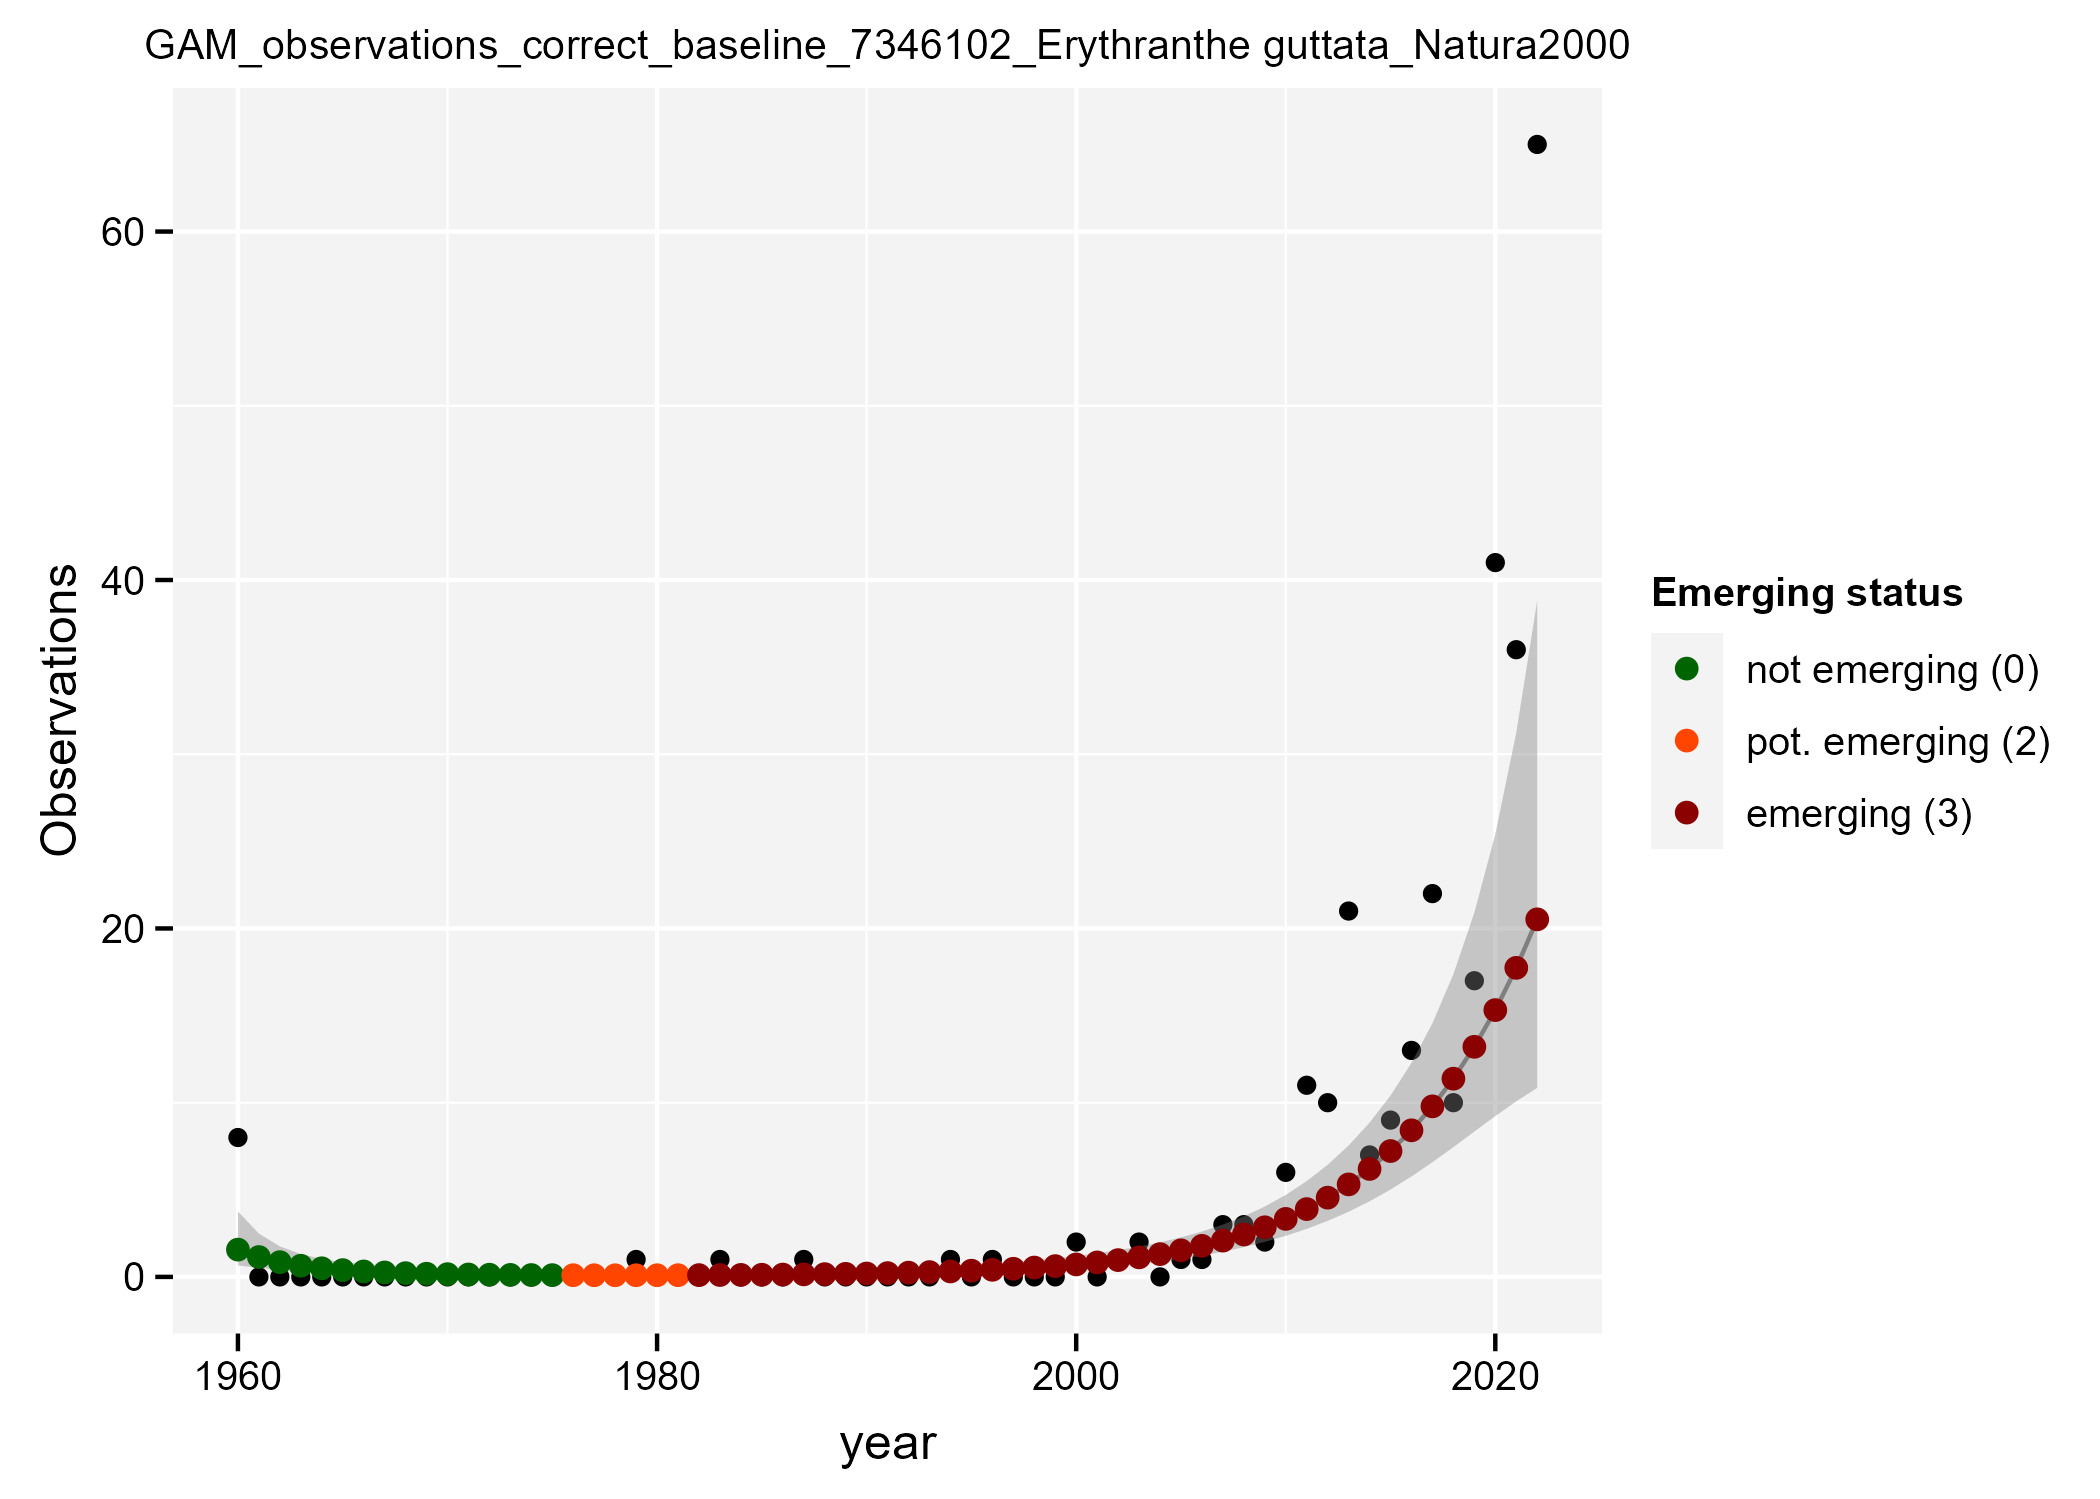 GAM_observations_correct_baseline_7346102_Erythranthe guttata_Natura2000
Observations
60
40
20
0
1960
1980
2000
2020
year
Emerging status
not emerging (0)
pot. emerging (2)
emerging (3)